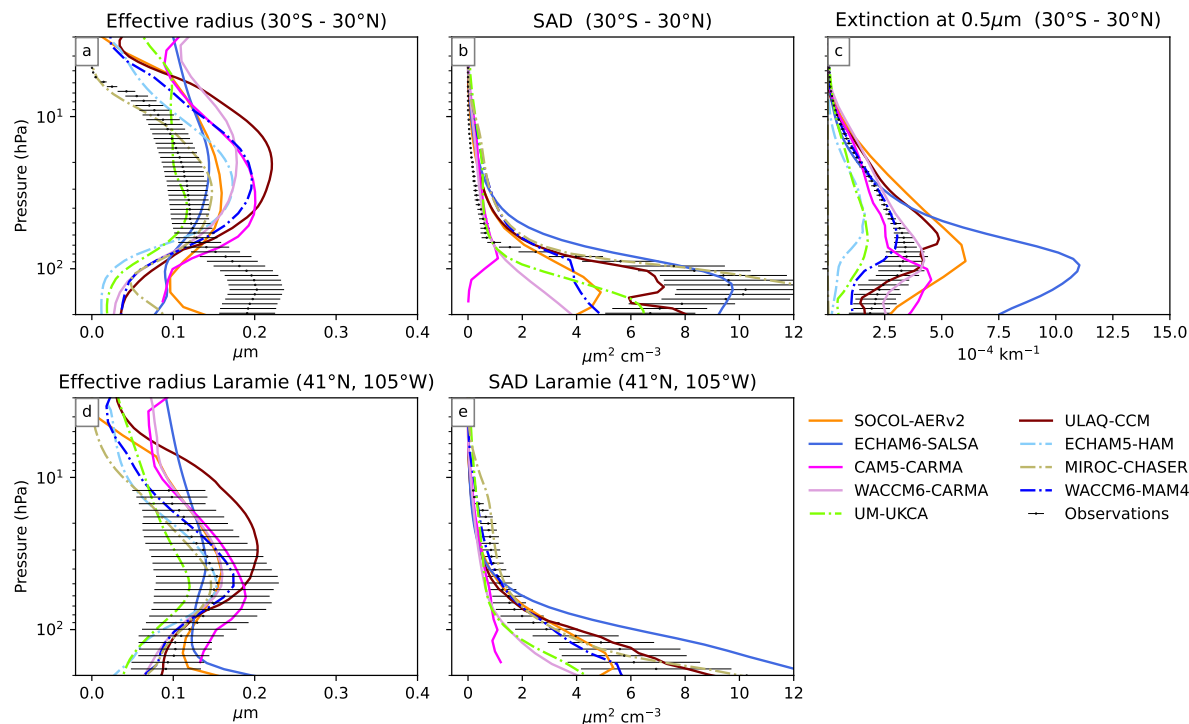 Effective radius (30°S - 30°N)
SAD (30°S - 30°N)
Extinction at 0.5μm (30°S - 30°N)
a
b
c
Pressure (hPa)
10¹
10²
0.0 0.1 0.2 0.3 0.4
μm
0 2 4 6 8 10 12
μm² cm⁻³
2.5 5.0 7.5 10.0 12.5 15.0
10⁻⁴ km⁻¹
Effective radius Laramie (41°N, 105°W)
SAD Laramie (41°N, 105°W)
d
e
Pressure (hPa)
10¹
10²
0.0 0.1 0.2 0.3 0.4
μm
0 2 4 6 8 10 12
μm² cm⁻³
SOCOL-AERv2
ECHAM6-SALSA
CAM5-CARMA
WACCM6-CARMA
UM-UKCA
ULAQ-CCM
ECHAM5-HAM
MIROC-CHASER
WACCM6-MAM4
Observations